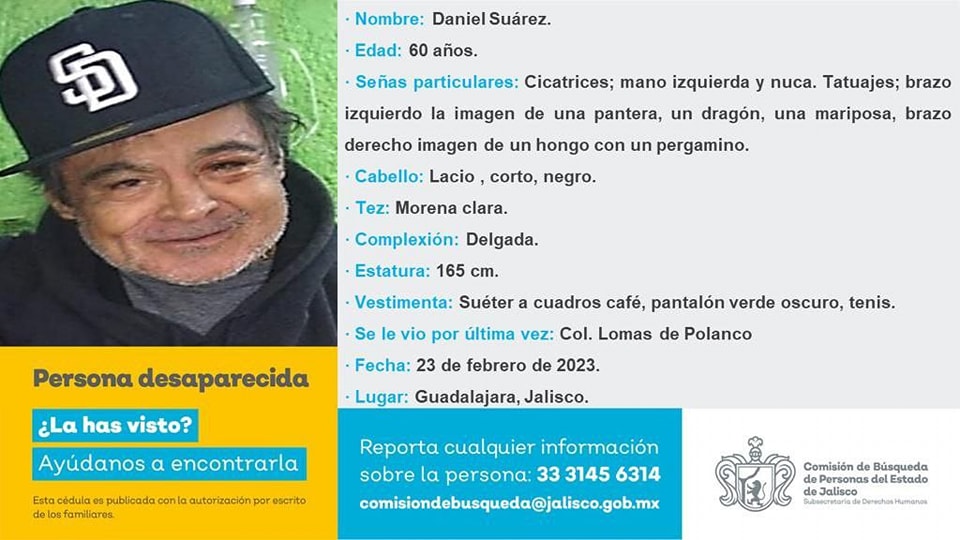 SD
· Nombre: Daniel Suárez.
· Edad: 60 años.
· Señas particulares: Cicatrices; mano izquierda y nuca. Tatuajes; brazo
izquierdo la imagen de una pantera, un dragón, una mariposa, brazo
derecho imagen de un hongo con un pergamino.
· Cabello: Lacio , corto, negro.
· Tez: Morena clara.
· Complexión: Delgada.
· Estatura: 165 cm.
· Vestimenta: Suéter a cuadros café, pantalón verde oscuro, tenis.
· Se le vio por última vez: Col. Lomas de Polanco
· Fecha: 23 de febrero de 2023.
· Lugar: Guadalajara, Jalisco.
Persona desaparecida
¿La has visto?
Ayúdanos a encontrarla
Esta cédula es publicada con la autorización por escrito
de los familiares.
Reporta cualquier información
sobre la persona: 33 3145 6314
comisiondebusqueda@jalisco.gob.mx
Comisión de Búsqueda
de Personas del Estado
de Jalisco
Subsecretaría de Derechos Humanos